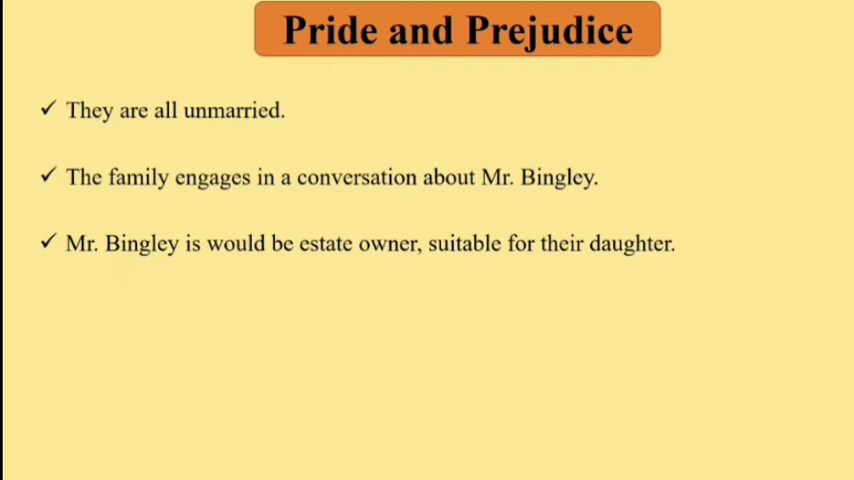 Pride and Prejudice
✓ They are all unmarried.
✓ The family engages in a conversation about Mr. Bingley.
✓ Mr. Bingley is would be estate owner, suitable for their daughter.